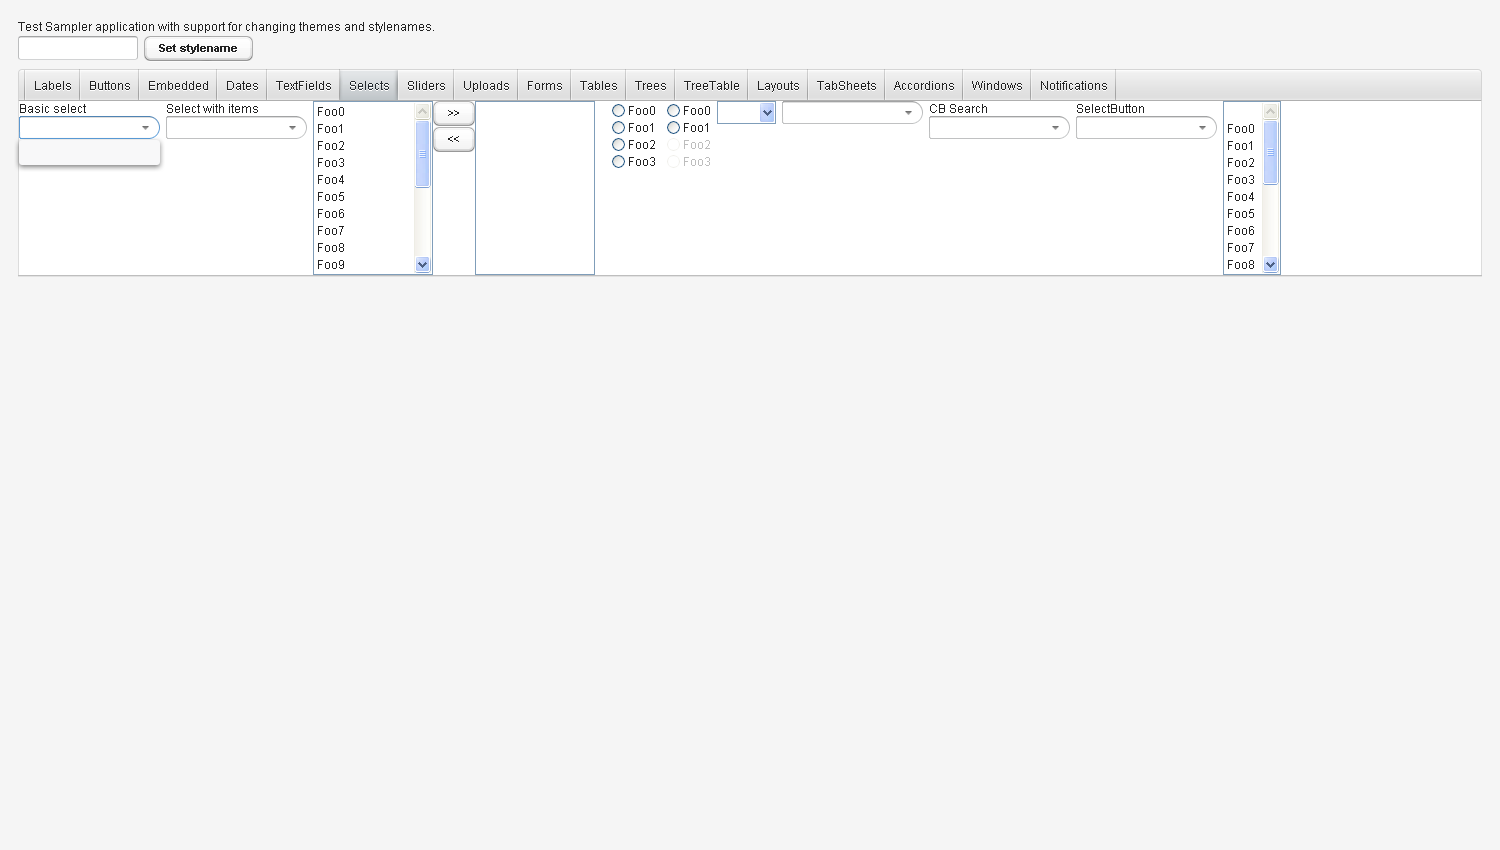 Test Sampler application with support for changing themes and stylenames.
Set stylename
Labels Buttons Embedded Dates TextFields Selects Sliders Uploads Forms Tables Trees TreeTable Layouts TabSheets Accordions Windows Notifications
Basic select
Select with items
Foo0
Foo1
Foo2
Foo3
Foo4
Foo5
Foo6
Foo7
Foo8
Foo9
>>
<<
Foo0
Foo1
Foo2
Foo3
Foo0
Foo1
Foo2
Foo3
CB Search
SelectButton
Foo0
Foo1
Foo2
Foo3
Foo4
Foo5
Foo6
Foo7
Foo8